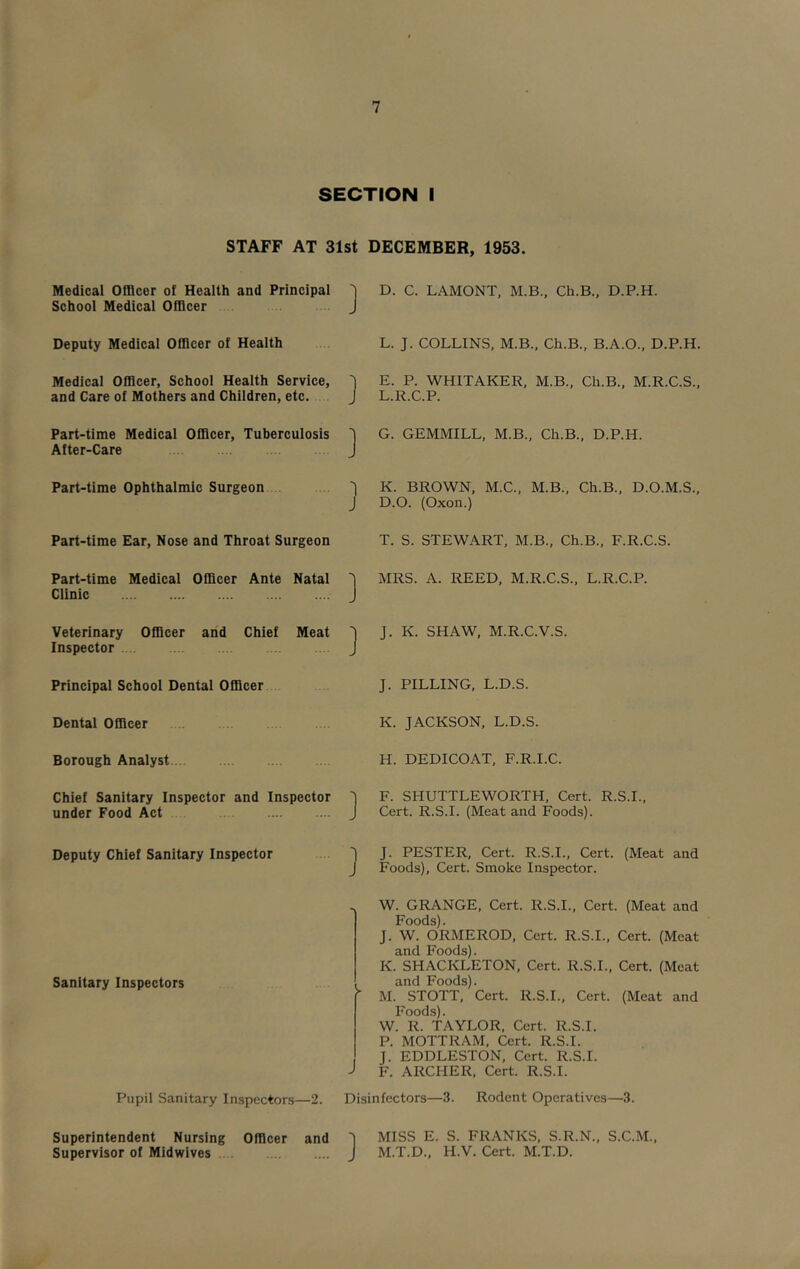 7
SECTION I
STAFF AT 31st DECEMBER, 1953.
Medical Officer of Health and Principal D. C. LAMONT, M.B., Ch.B., D.P.H.
School Medical Officer .... .... ....
Deputy Medical Officer of Health .... L. J. COLLINS, M.B., Ch.B., B.A.O., D.P.H.
Medical Officer, School Health Service, E. P. WHITAKER, M.B., Ch.B., M.R.C.S.,
and Care of Mothers and Children, etc. .... L.R.C.P.
Part-time Medical Officer, Tuberculosis G. GEMMILL, M.B., Ch.B., D.P.H.
After-Care .... .... .... ....
Part-time Ophthalmic Surgeon .... .... K. BROWN, M.C., M.B., Ch.B., D.O.M.S.,
D.O. (Oxon.)
Part-time Ear, Nose and Throat Surgeon T. S. STEWART, M.B., Ch.B., F.R.C.S.
Part-time Medical Officer Ante Natal MRS. A. REED, M.R.C.S., L.R.C.P.
Clinic .... .... .... .... ....
Veterinary Officer and Chief Meat J. K. SHAW, M.R.C.V.S.
Inspector .... .... .... .... ....
Principal School Dental Officer .... .... J. PILLING, L.D.S.
Dental Officer .... .... .... .... K. JACKSON, L.D.S.
Borough Analyst .... .... .... .... H. DEDICOAT, F.R.I.C.
Chief Sanitary Inspector and Inspector F. SHUTTLEWORTH, Cert. R.S.I.,
under Food Act .... .... .... .... Cert. R.S.I. (Meat and Foods).
Deputy Chief Sanitary Inspector .... J. PESTER, Cert. R.S.I., Cert. (Meat and
Foods), Cert. Smoke Inspector.
W. GRANGE, Cert. R.S.I., Cert. (Meat and
Foods).
J. W. ORMEROD, Cert. R.S.I., Cert. (Meat
and Foods).
K. SHACKLETON, Cert. R.S.I., Cert. (Meat
Sanitary Inspectors .... .... .... and Foods).
M. STOTT, Cert. R.S.I., Cert. (Meat and
Foods).
W. R. TAYLOR, Cert. R.S.I.
P. MOTTRAM, Cert. R.S.I.
J. EDDLESTON, Cert. R.S.I.
F. ARCHER, Cert. R.S.I.
Pupil Sanitary Inspectors—2. Disinfectors—3. Rodent Operatives—3.
Superintendent Nursing Officer and MISS E. S. FRANKS, S.R.N., S.C.M.,
Supervisor of Midwives .... .... .... M.T.D., H.V. Cert. M.T.D.